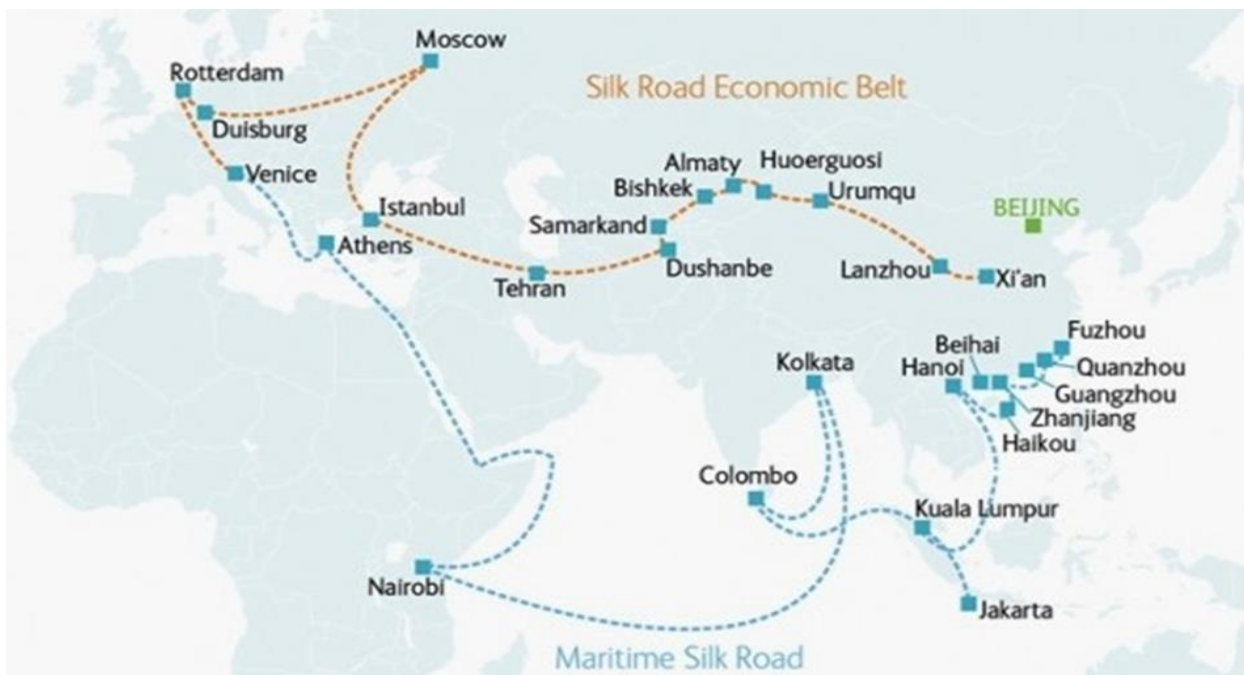 Moscow
Rotterdam
Silk Road Economic Belt
Duisburg
Almaty
Huoerguosi
Venice
Bishkek
Urumqu
Istanbul
BEIJING
Samarkand
Athens
Dushanbe
Lanzhou
Xi'an
Tehran
Fuzhou
Beihai
Kolkata
Hanoi
Quanzhou
Guangzhou
Zhanjiang
Haikou
Colombo
Kuala Lumpur
Nairobi
Jakarta
Maritime Silk Road